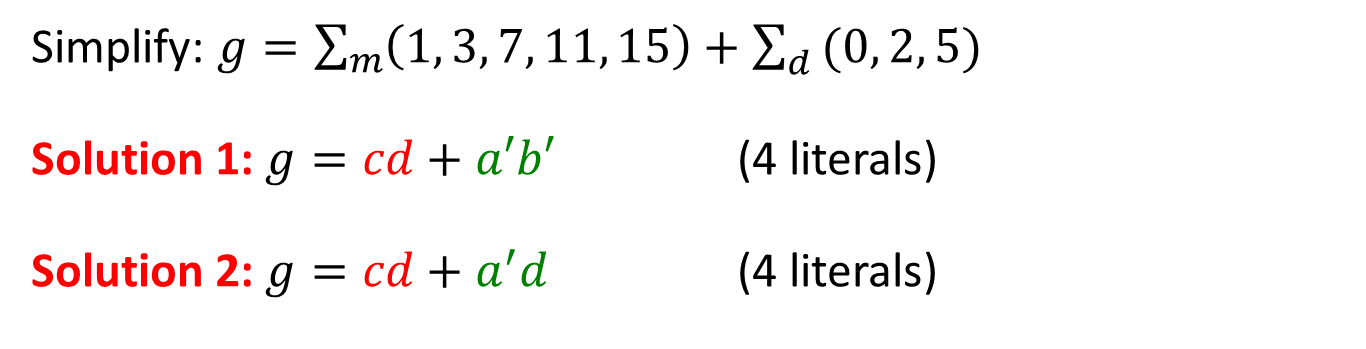 Simplify: g = ∑m(1, 3, 7, 11, 15) + ∑d (0, 2, 5)
Solution 1: g = cd + a′b′ (4 literals)
Solution 2: g = cd + a′d (4 literals)